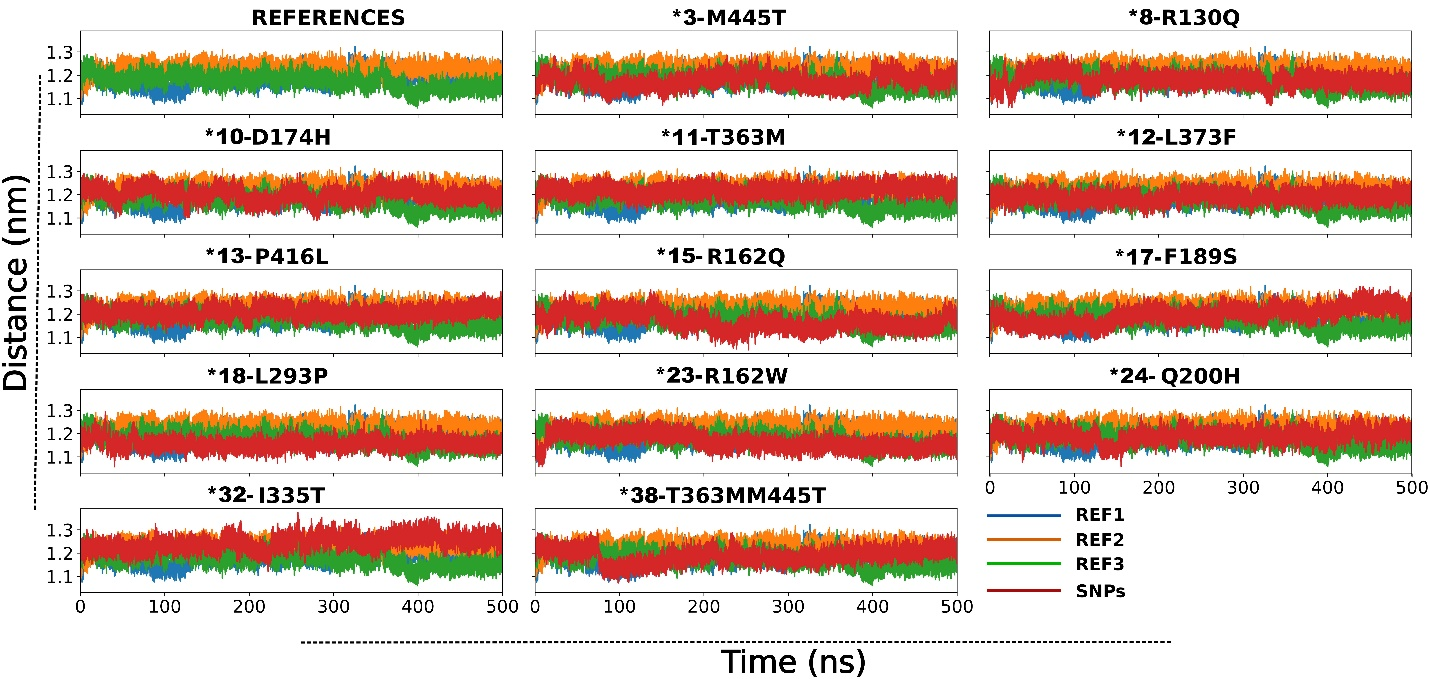 REFERENCES *3-M445T *8-R130Q
1.3
1.2
1.1
*10-D174H *11-T363M *12-L373F
1.3
1.2
1.1
*13-P416L *15- R162Q *17-F189S
1.3
1.2
1.1
*18-L293P *23-R162W *24- Q200H
1.3
1.2
1.1
0 100 200 300 400 500
*32- I335T *38-T363MM445T
1.3
1.2
1.1
0 100 200 300 400 500 0 100 200 300 400 500
REF1
REF2
REF3
SNPs
Distance (nm)
Time (ns)